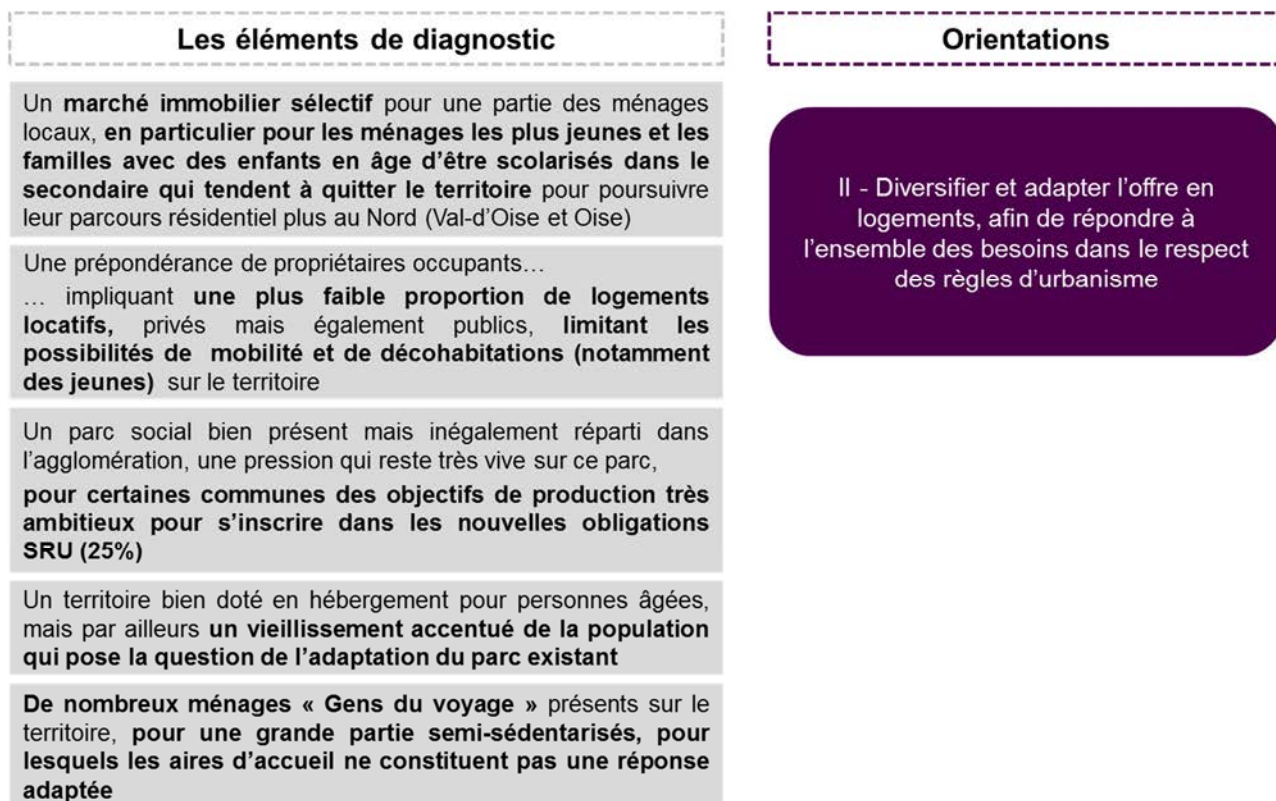 Les éléments de diagnostic
Un marché immobilier sélectif pour une partie des ménages
locaux, en particulier pour les ménages les plus jeunes et les
familles avec des enfants en âge d'être scolarisés dans le
secondaire qui tendent à quitter le territoire pour poursuivre
leur parcours résidentiel plus au Nord (Val-d'Oise et Oise)
Une prépondérance de propriétaires occupants…
… impliquant une plus faible proportion de logements
locatifs, privés mais également publics, limitant les
possibilités de mobilité et de décohabitations (notamment
des jeunes) sur le territoire
Un parc social bien présent mais inégalement réparti dans
l'agglomération, une pression qui reste très vive sur ce parc,
pour certaines communes des objectifs de production très
ambitieux pour s'inscrire dans les nouvelles obligations
SRU (25%)
Un territoire bien doté en hébergement pour personnes âgées,
mais par ailleurs un vieillissement accentué de la population
qui pose la question de l'adaptation du parc existant
De nombreux ménages « Gens du voyage » présents sur le
territoire, pour une grande partie semi-sédentarisés, pour
lesquels les aires d'accueil ne constituent pas une réponse
adaptée
Orientations
II - Diversifier et adapter l'offre en
logements, afin de répondre à
l'ensemble des besoins dans le respect
des règles d'urbanisme